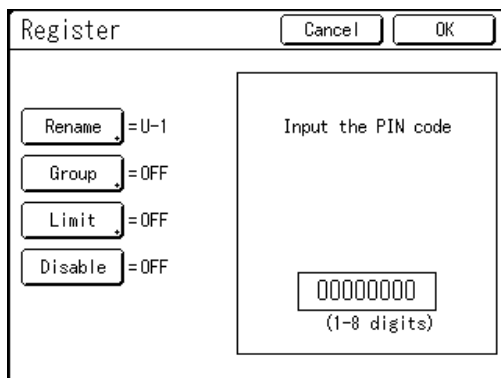 Register
Cancel
OK
Rename =U-1
Group =OFF
Limit =OFF
Disable =OFF
Input the PIN code
00000000
(1-8 digits)